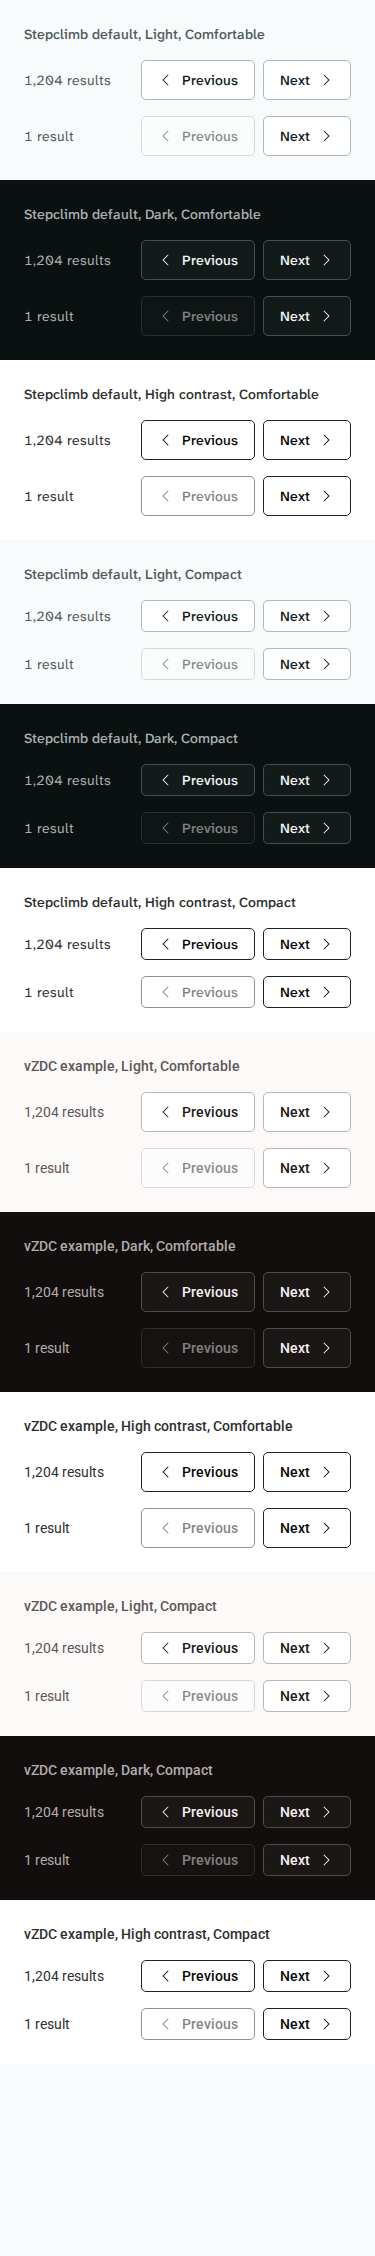 Stepclimb default, Light, Comfortable
1,204 results Previous Next
1 result Previous Next
Stepclimb default, Dark, Comfortable
1,204 results Previous Next
1 result Previous Next
Stepclimb default, High contrast, Comfortable
1,204 results Previous Next
1 result Previous Next
Stepclimb default, Light, Compact
1,204 results Previous Next
1 result Previous Next
Stepclimb default, Dark, Compact
1,204 results Previous Next
1 result Previous Next
Stepclimb default, High contrast, Compact
1,204 results Previous Next
1 result Previous Next
vZDC example, Light, Comfortable
1,204 results Previous Next
1 result Previous Next
vZDC example, Dark, Comfortable
1,204 results Previous Next
1 result Previous Next
vZDC example, High contrast, Comfortable
1,204 results Previous Next
1 result Previous Next
vZDC example, Light, Compact
1,204 results Previous Next
1 result Previous Next
vZDC example, Dark, Compact
1,204 results Previous Next
1 result Previous Next
vZDC example, High contrast, Compact
1,204 results Previous Next
1 result Previous Next